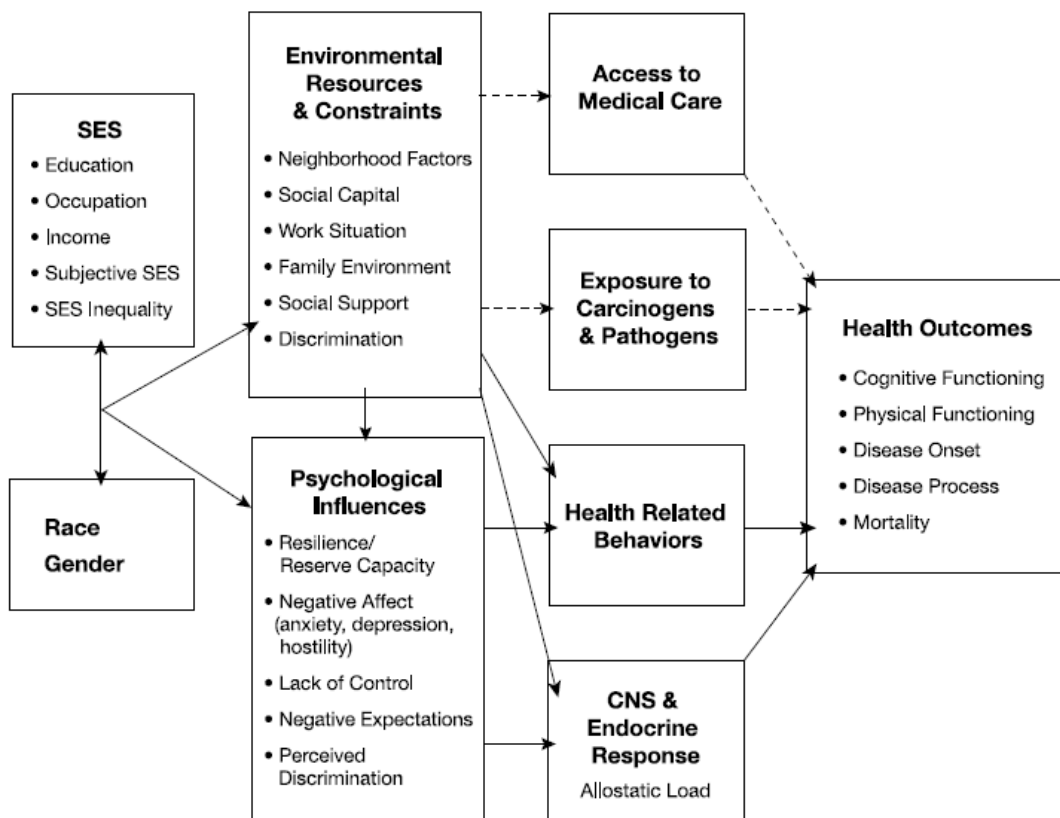 SES
• Education
• Occupation
• Income
• Subjective SES
• SES Inequality
Race
Gender
Environmental
Resources
& Constraints
• Neighborhood Factors
• Social Capital
• Work Situation
• Family Environment
• Social Support
• Discrimination
Psychological
Influences
• Resilience/
Reserve Capacity
• Negative Affect
(anxiety, depression,
hostility)
• Lack of Control
• Negative Expectations
• Perceived
Discrimination
Access to
Medical Care
Exposure to
Carcinogens
& Pathogens
Health Related
Behaviors
CNS &
Endocrine
Response
Allostatic Load
Health Outcomes
• Cognitive Functioning
• Physical Functioning
• Disease Onset
• Disease Process
• Mortality